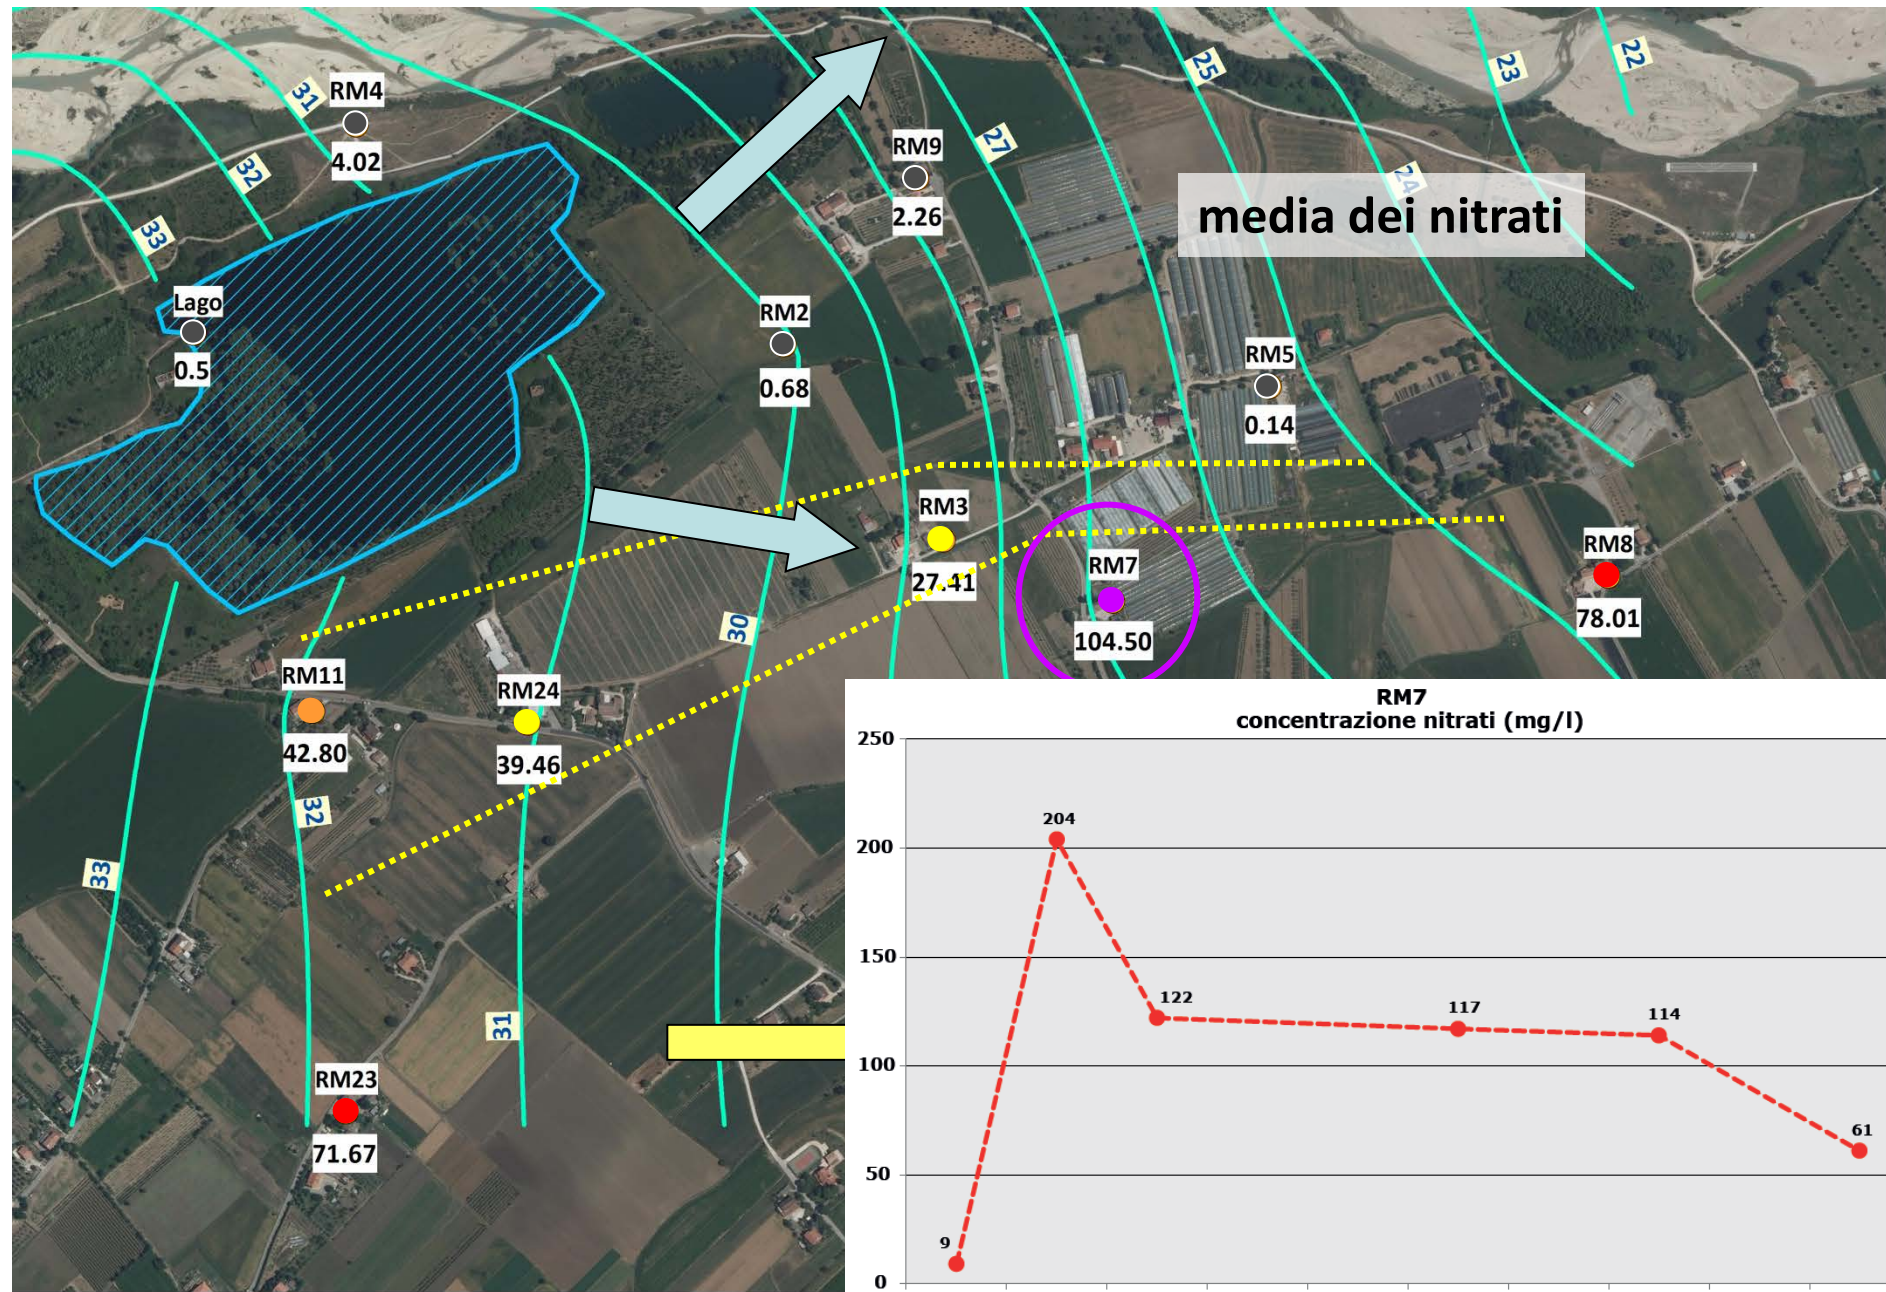 22
23
25
31
RM4
27
RM9
4.02
32
24
media dei nitrati
2.26
33
Lago
RM2
RM5
0.5
0.68
0.14
RM3
RM8
RM7
27.41
78.01
30
104.50
RM11
RM24
42.80
39.46
32
33
31
RM23
71.67
RM7
concentrazione nitrati (mg/l)
250
204
200
150
122
117
114
100
61
50
9
0